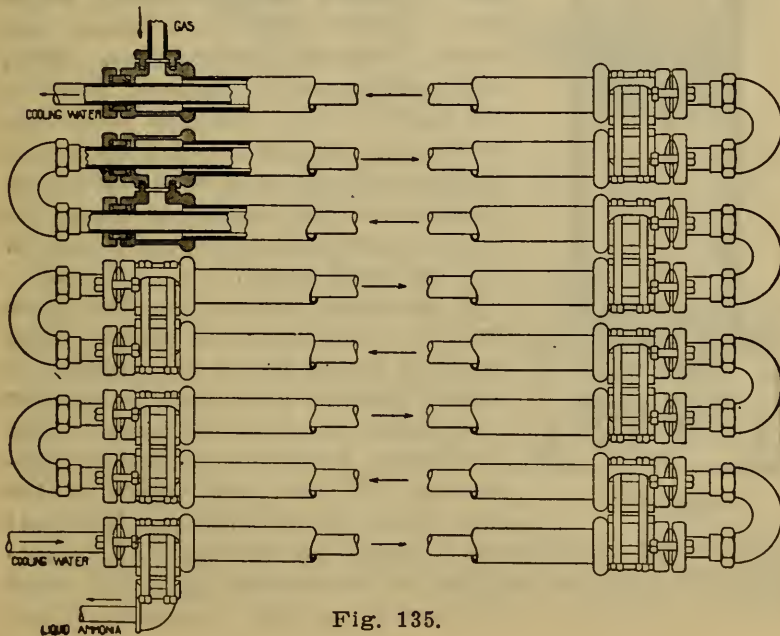 GAS
COOLING WATER
COOLING WATER
LIQUID AMMONIA
Fig. 135.